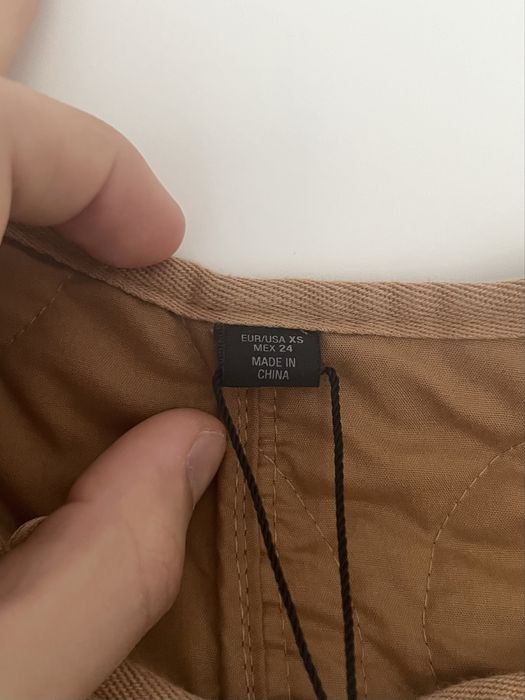 EUR/USA XS
MEX 24
MADE IN
CHINA